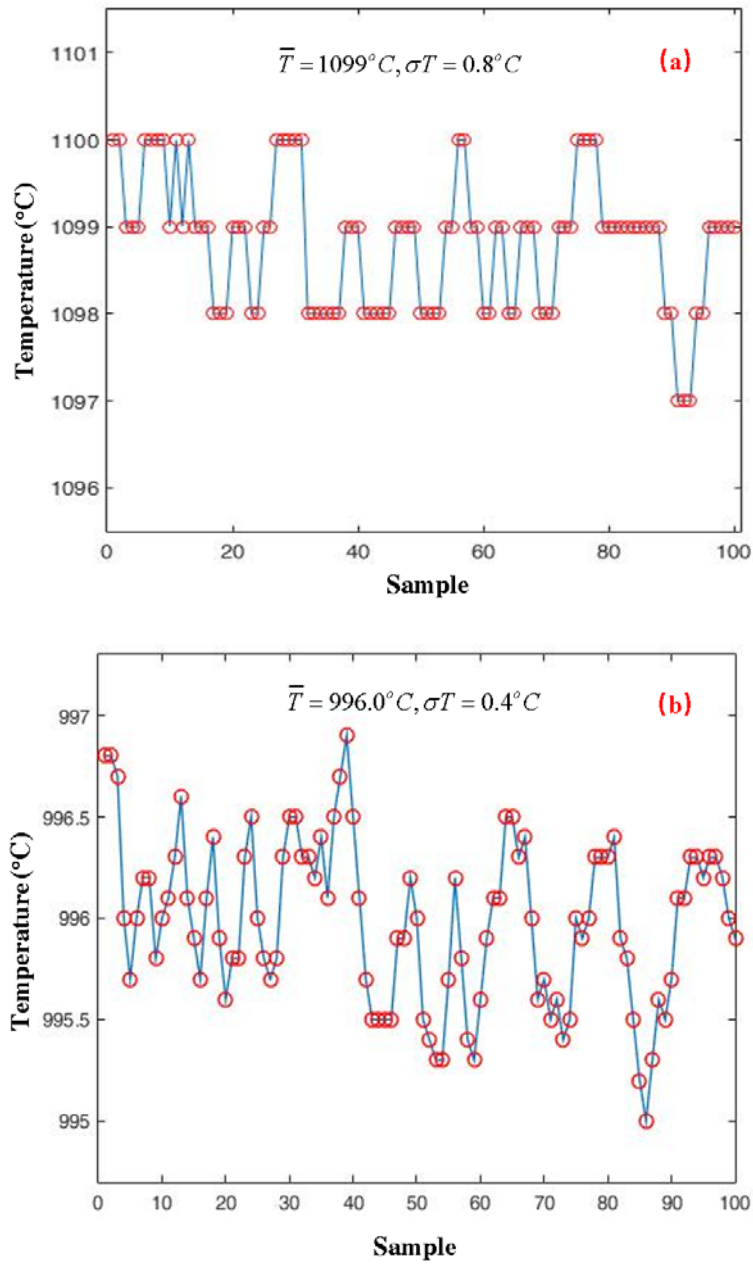 T̅ = 1099°C, σT = 0.8°C
(a)
Temperature (°C)
1101
1100
1099
1098
1097
1096
0 20 40 60 80 100
Sample
T̅ = 996.0°C, σT = 0.4°C
(b)
Temperature (°C)
997
996.5
996
995.5
995
0 10 20 30 40 50 60 70 80 90 100
Sample